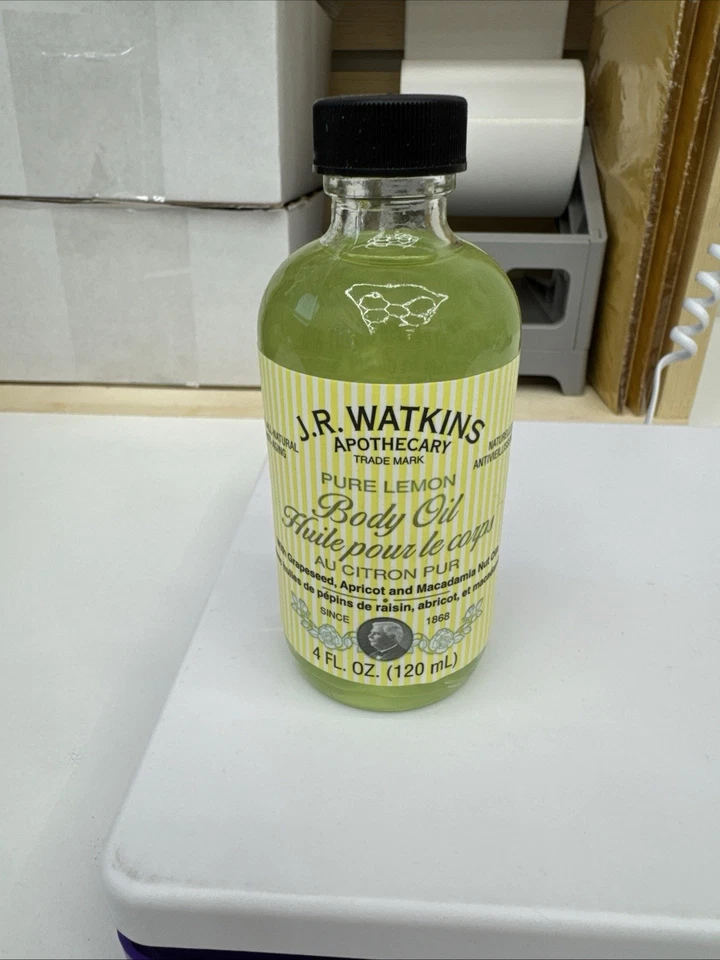 J.R. WATKINS
APOTHECARY
TRADE MARK
PURE LEMON
Body Oil
Huile pour le corps
AU CITRON PUR
Grapeseed, Apricot and Macadamia Nut
de pépins de raisin, abricot, et
SINCE 1868
4 FL. OZ. (120 mL)